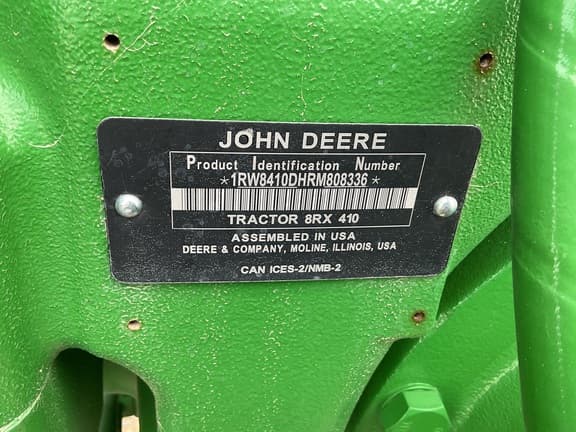 JOHN DEERE
Product Identification Number
*1RW8410DHRM808336*
TRACTOR 8RX 410
ASSEMBLED IN USA
DEERE & COMPANY, MOLINE, ILLINOIS, USA
CAN ICES-2/NMB-2